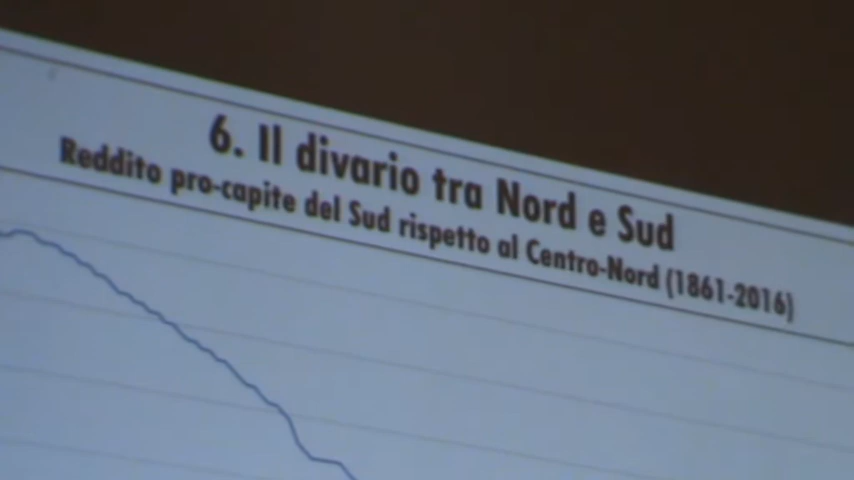 6. Il divario tra Nord e Sud
Reddito pro-capite del Sud rispetto al Centro-Nord (1861-2016)